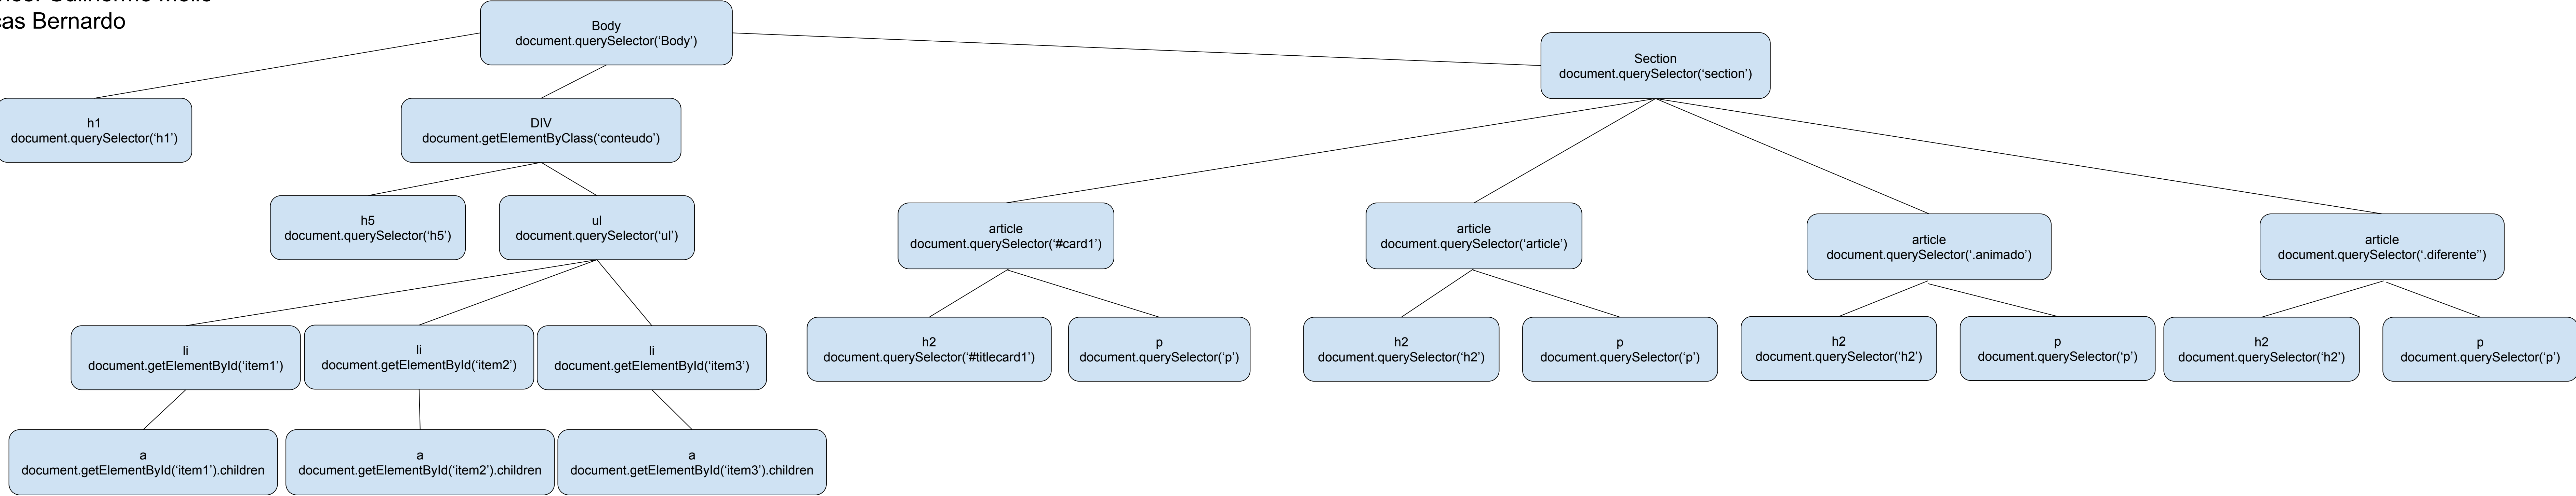 Guilherme Mello
Bernardo
Body
document.querySelector(‘Body’)
Section
document.querySelector(‘section’)
h1
document.querySelector(‘h1’)
DIV
document.getElementByClass(‘conteudo’)
h5
document.querySelector(‘h5’)
ul
document.querySelector(‘ul’)
article
document.querySelector(‘#card1’)
article
document.querySelector(‘article’)
article
document.querySelector(‘.animado’)
article
document.querySelector(‘.diferente’’)
li
document.getElementById(‘item1’)
li
document.getElementById(‘item2’)
li
document.getElementById(‘item3’)
h2
document.querySelector(‘#titlecard1’)
p
document.querySelector(‘p’)
h2
document.querySelector(‘h2’)
p
document.querySelector(‘p’)
h2
document.querySelector(‘h2’)
p
document.querySelector(‘p’)
h2
document.querySelector(‘h2’)
p
document.querySelector(‘p’)
a
document.getElementById(‘item1’).children
a
document.getElementById(‘item2’).children
a
document.getElementById(‘item3’).children